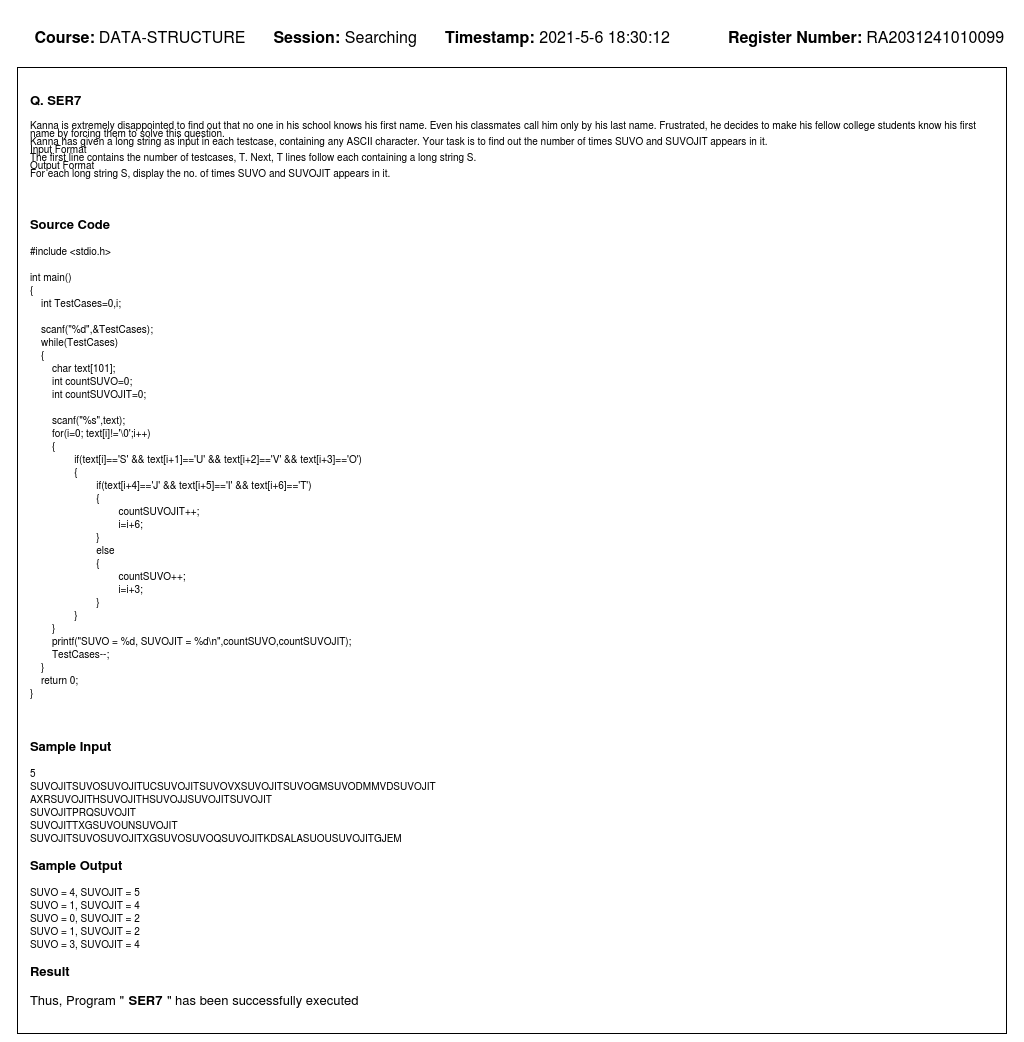 Course: DATA-STRUCTURE Session: Searching Timestamp: 2021-5-6 18:30:12 Register Number: RA2031241010099
Q. SER7
Kanna is extremely disappointed to find out that no one in his school knows his first name. Even his classmates call him only by his last name. Frustrated, he decides to make his fellow college students know his first
name by forcing them to solve this question.
Kanna has given a long string as input in each testcase, containing any ASCII character. Your task is to find out the number of times SUVO and SUVOJIT appears in it.
Input Format
The first line contains the number of testcases, T. Next, T lines follow each containing a long string S.
Output Format
For each long string S, display the no. of times SUVO and SUVOJIT appears in it.
Source Code
#include <stdio.h>
int main()
{
int TestCases=0,i;
scanf("%d",&TestCases);
while(TestCases)
{
char text[101];
int countSUVO=0;
int countSUVOJIT=0;
scanf("%s",text);
for(i=0; text[i]!='\0';i++)
{
if(text[i]=='S' && text[i+1]=='U' && text[i+2]=='V' && text[i+3]=='O')
{
if(text[i+4]=='J' && text[i+5]=='I' && text[i+6]=='T')
{
countSUVOJIT++;
i=i+6;
}
else
{
countSUVO++;
i=i+3;
}
}
}
printf("SUVO = %d, SUVOJIT = %d\n",countSUVO,countSUVOJIT);
TestCases--;
}
return 0;
}
Sample Input
5
SUVOJITSUVOSUVOJITUCSUVOJITSUVOVXSUVOJITSUVOGMSUVODMMVDSUVOJIT
AXRSUVOJITHSUVOJITHSUVOJJSUVOJITSUVOJIT
SUVOJITPRQSUVOJIT
SUVOJITTXGSUVOUNSUVOJIT
SUVOJITSUVOSUVOJITXGSUVOSUVOQSUVOJITKDSALASUOUSUVOJITGJEM
Sample Output
SUVO = 4, SUVOJIT = 5
SUVO = 1, SUVOJIT = 4
SUVO = 0, SUVOJIT = 2
SUVO = 1, SUVOJIT = 2
SUVO = 3, SUVOJIT = 4
Result
Thus, Program " SER7 " has been successfully executed